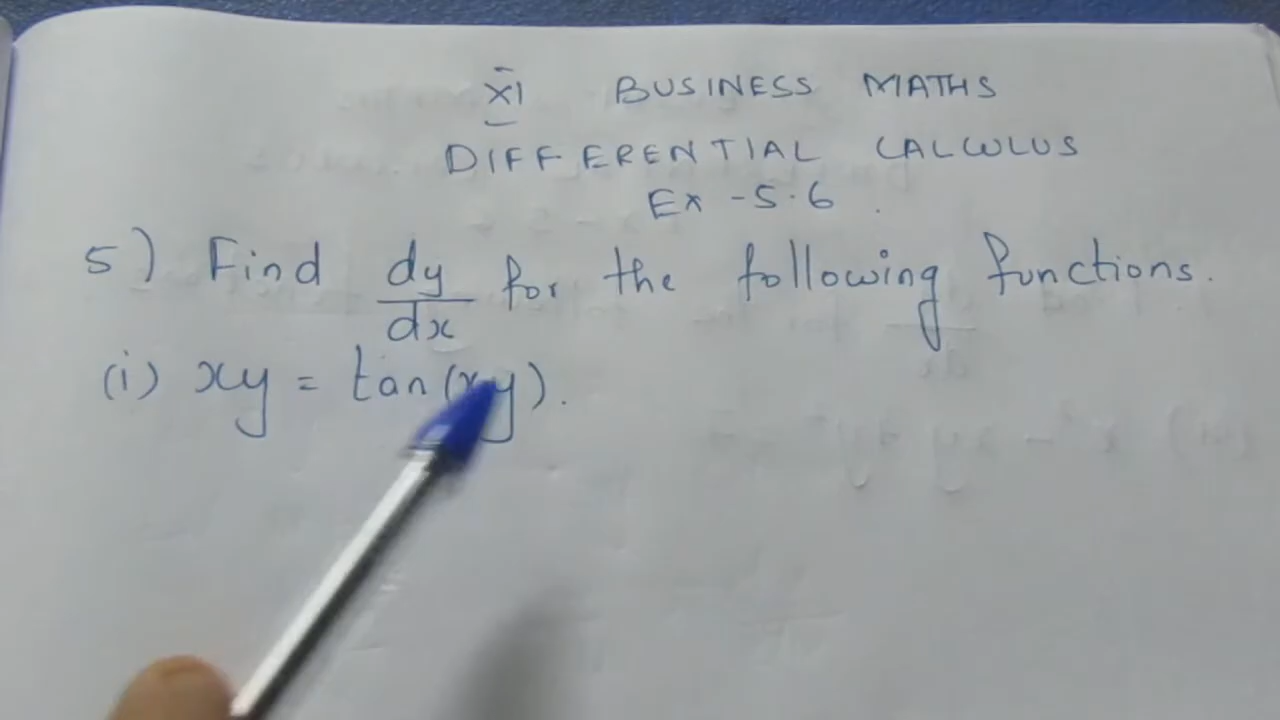 XI BUSINESS MATHS
DIFFERENTIAL CALCULUS
Ex - 5.6.
5) Find dy/dx for the following functions.
(i) xy = tan(xy).